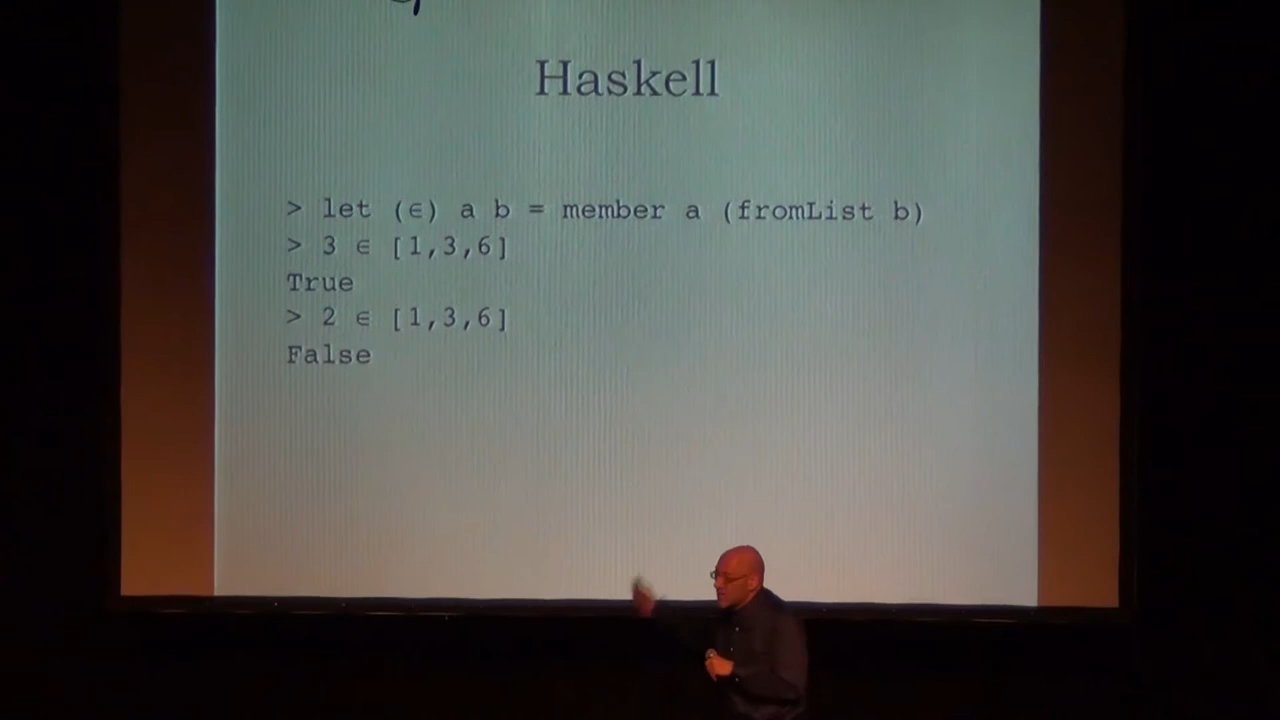 Haskell
> let (∈) a b = member a (fromList b)
> 3 ∈ [1,3,6]
True
> 2 ∈ [1,3,6]
False